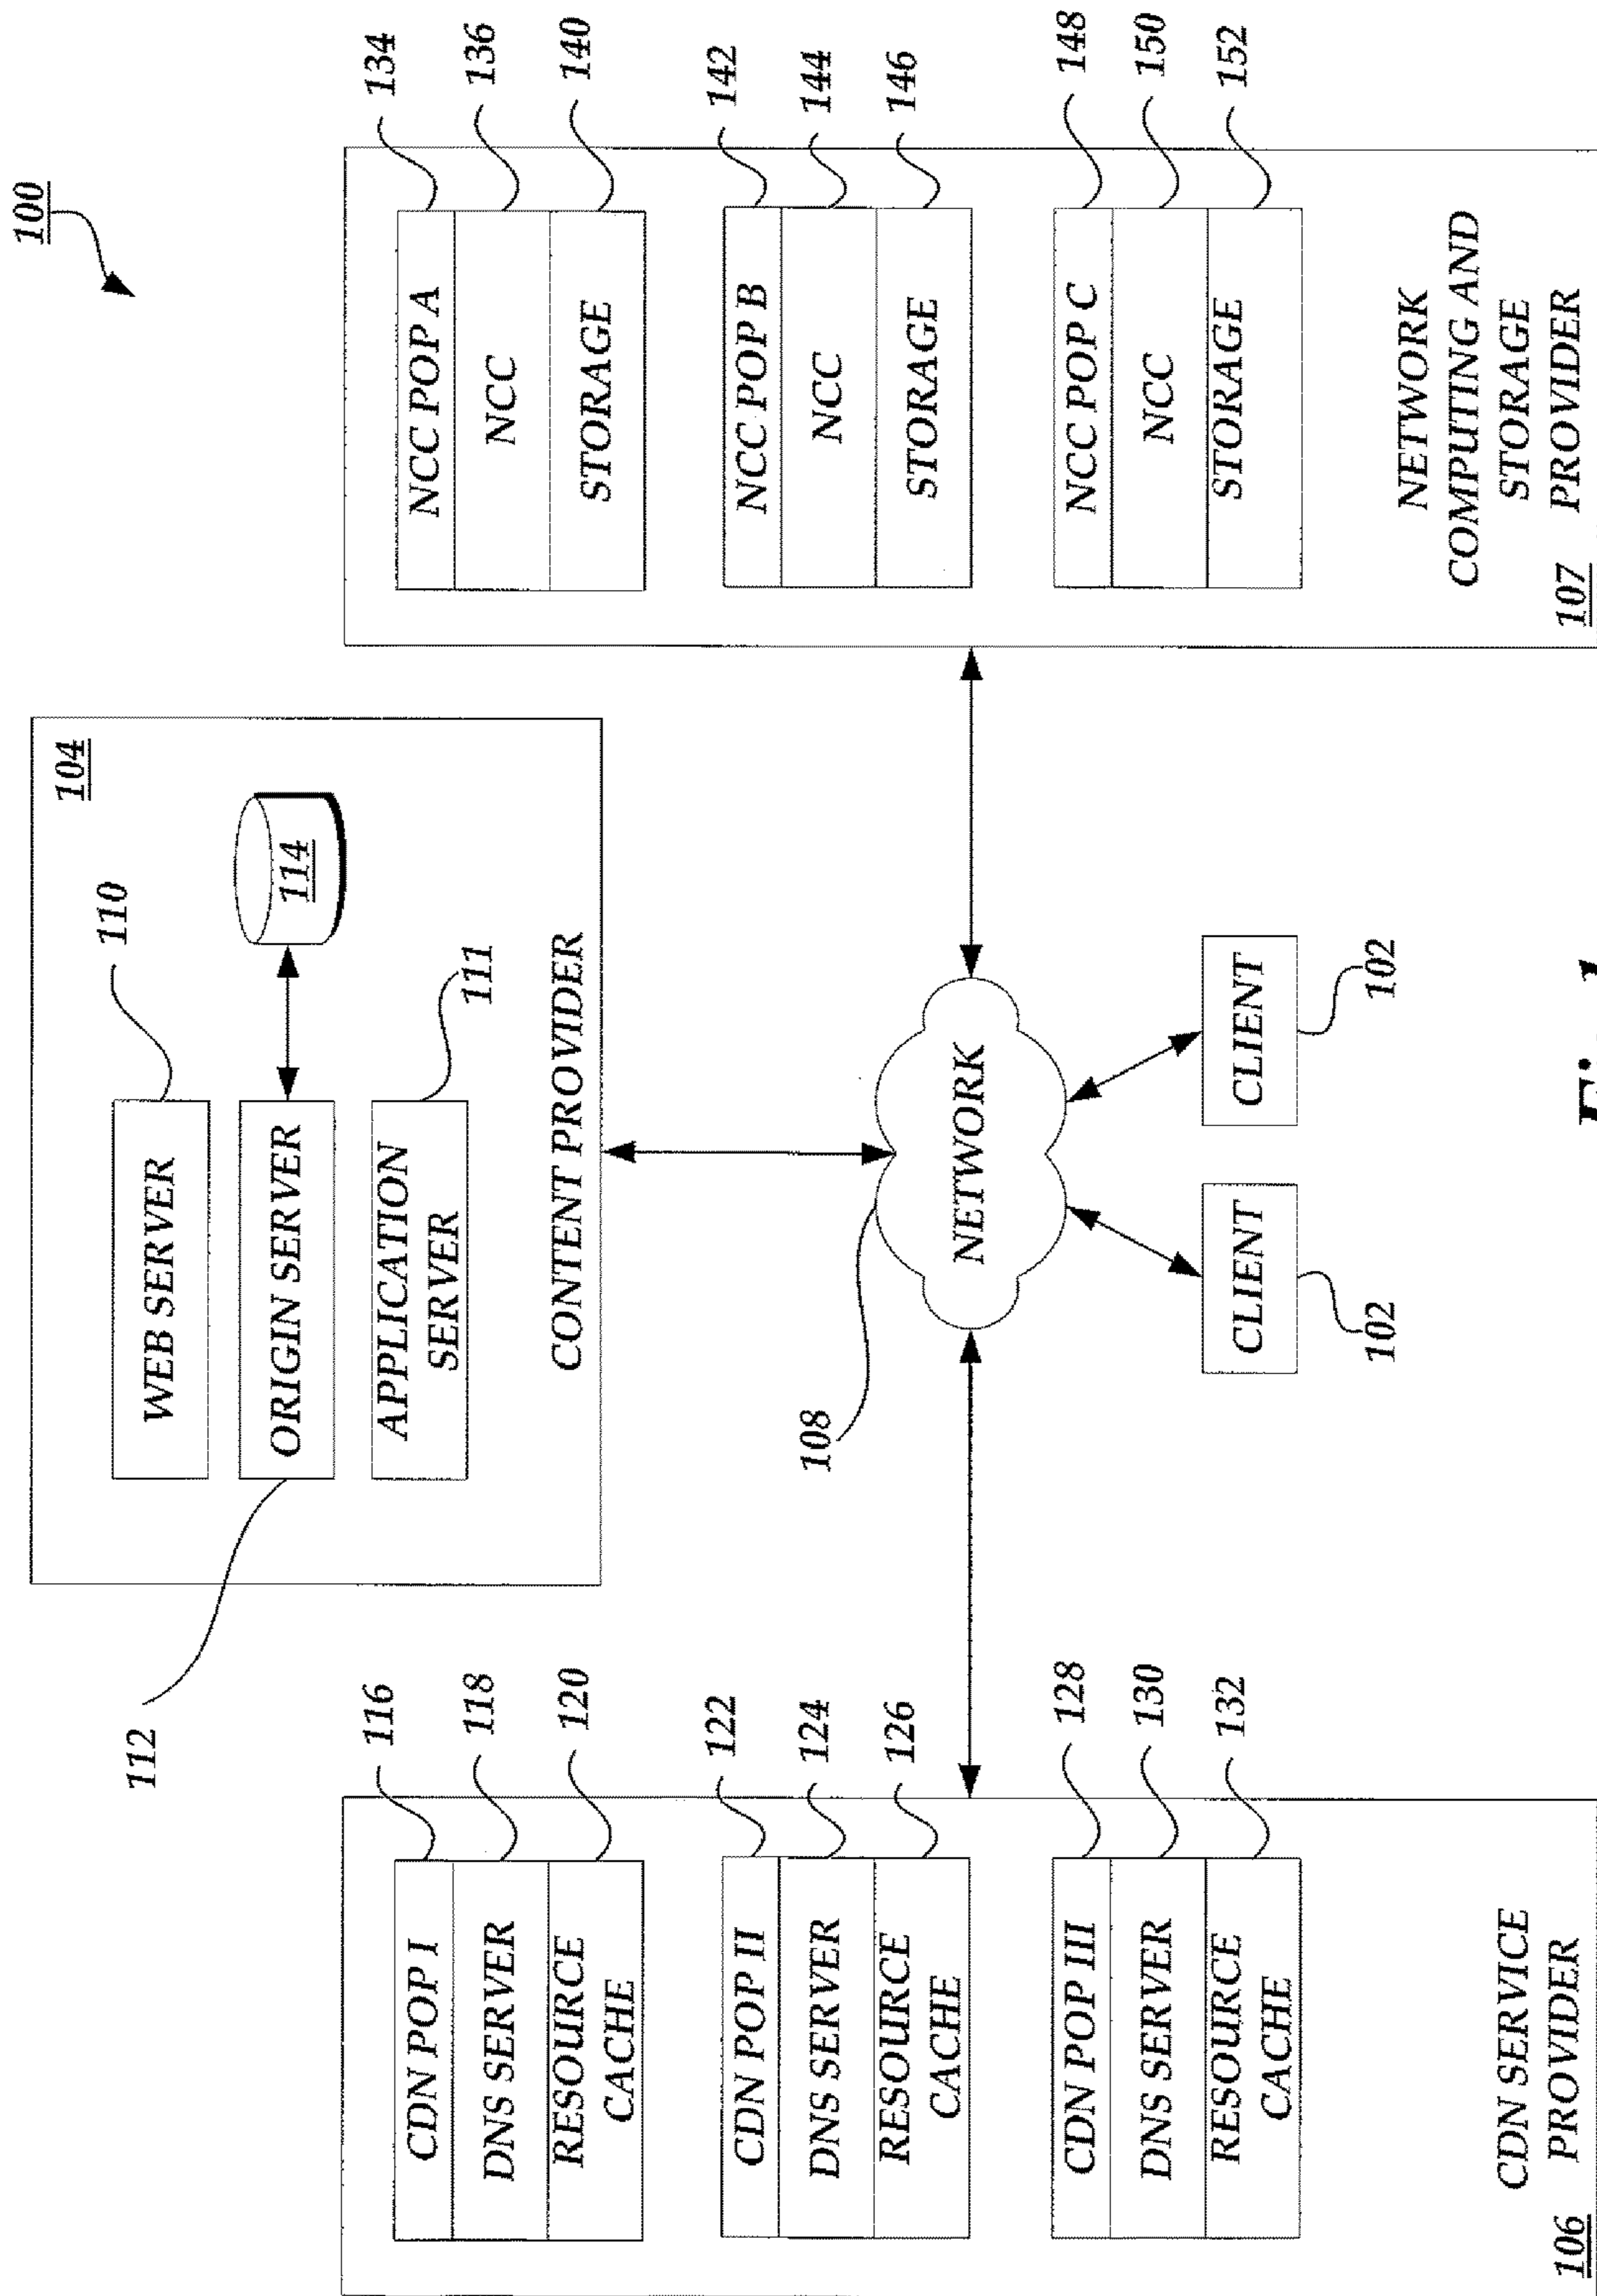 100
104
WEB SERVER
110
ORIGIN SERVER
112
114
APPLICATION
SERVER
111
CONTENT PROVIDER
CDN POP I
116
DNS SERVER
118
RESOURCE
CACHE
120
CDN POP II
122
DNS SERVER
124
RESOURCE
CACHE
126
CDN POP III
128
DNS SERVER
130
RESOURCE
CACHE
132
CDN SERVICE
106 PROVIDER
NETWORK
108
CLIENT
102
CLIENT
102
NCC POP A
134
NCC
136
STORAGE
140
NCC POP B
142
NCC
144
STORAGE
146
NCC POP C
148
NCC
150
STORAGE
152
NETWORK
COMPUTING AND
STORAGE
107 PROVIDER